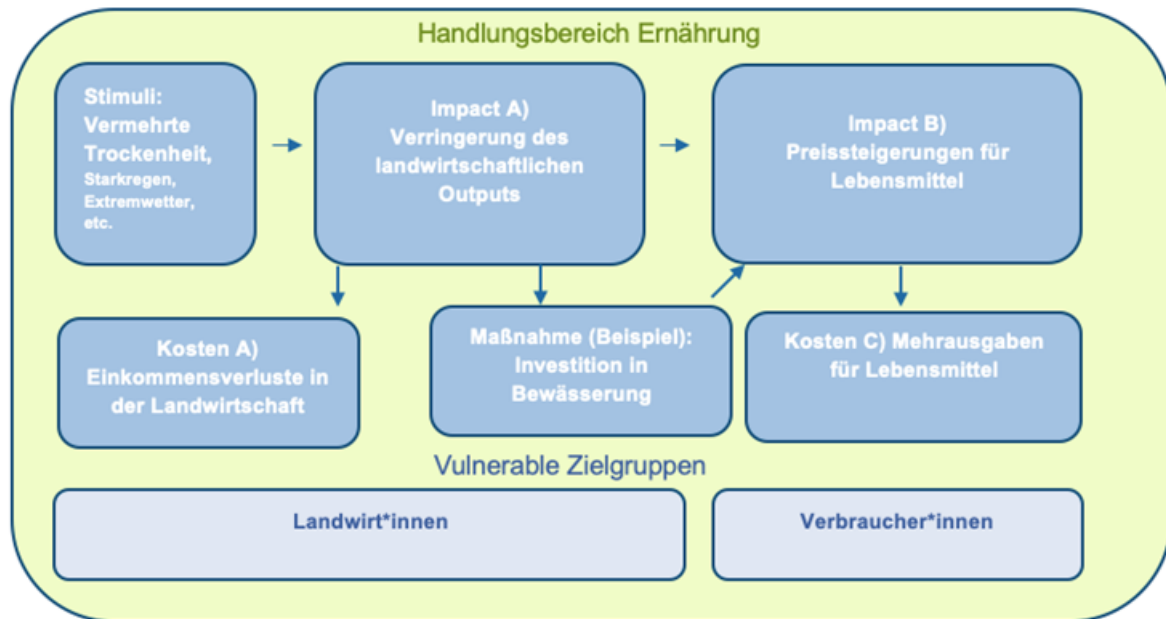 Handlungsbereich Ernährung
Stimuli:
Vermehrte
Trockenheit,
Starkregen,
Extremwetter,
etc.
Impact A)
Verringerung des
landwirtschaftlichen
Outputs
Impact B)
Preissteigerungen für
Lebensmittel
Kosten A)
Einkommensverluste in
der Landwirtschaft
Maßnahme (Beispiel):
Investition in
Bewässerung
Kosten C) Mehrausgaben
für Lebensmittel
Vulnerable Zielgruppen
Landwirt*innen
Verbraucher*innen